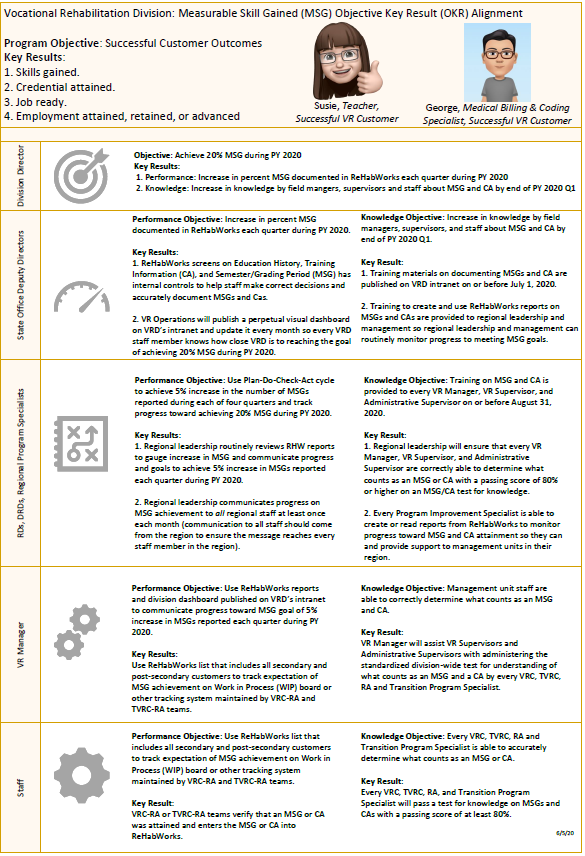 Vocational Rehabilitation Division: Measurable Skill Gained (MSG) Objective Key Result (OKR) Alignment
Program Objective: Successful Customer Outcomes
Key Results:
1. Skills gained.
2. Credential attained.
3. Job ready.
4. Employment attained, retained, or advanced
Susie, Teacher,
Successful VR Customer
George, Medical Billing & Coding
Specialist, Successful VR Customer
Division Director
Objective: Achieve 20% MSG during PY 2020
Key Results:
1. Performance: Increase in percent MSG documented in ReHabWorks each quarter during PY 2020
2. Knowledge: Increase in knowledge by field mangers, supervisors and staff about MSG and CA by end of PY 2020 Q1
State Office Deputy Directors
Performance Objective: Increase in percent MSG
documented in ReHabWorks each quarter during PY 2020.
Key Results:
1. ReHabWorks screens on Education History, Training
Information (CA), and Semester/Grading Period (MSG) has
internal controls to help staff make correct decisions and
accurately document MSGs and Cas.
2. VR Operations will publish a perpetual visual dashboard
on VRD's intranet and update it every month so every VRD
staff member knows how close VRD is to reaching the goal
of achieving 20% MSG during PY 2020.
Knowledge Objective: Increase in knowledge by field
managers, supervisors, and staff about MSG and CA by
end of PY 2020 Q1.
Key Result:
1. Training materials on documenting MSGs and CA are
published on VRD intranet on or before July 1, 2020.
2. Training to create and use ReHabWorks reports on
MSGs and CAs are provided to regional leadership and
management so regional leadership and management can
routinely monitor progress to meeting MSG goals.
RDs, DRDs, Regional Program Specialists
Performance Objective: Use Plan-Do-Check-Act cycle
to achieve 5% increase in the number of MSGs
reported during each of four quarters and track
progress toward achieving 20% MSG during PY 2020.
Key Results:
1. Regional leadership routinely reviews RHW reports
to gauge increase in MSG and communicate progress
and goals to achieve 5% increase in MSGs reported
each quarter during PY 2020.
2. Regional leadership communicates progress on
MSG achievement to all regional staff at least once
each month (communication to all staff should come
from the region to ensure the message reaches every
staff member in the region).
Knowledge Objective: Training on MSG and CA is
provided to every VR Manager, VR Supervisor, and
Administrative Supervisor on or before August 31,
2020.
Key Results:
1. Regional leadership will ensure that every VR
Manager, VR Supervisor, and Administrative
Supervisor are correctly able to determine what
counts as an MSG or CA with a passing score of 80%
or higher on an MSG/CA test for knowledge.
2. Every Program Improvement Specialist is able to
create or read reports from ReHabWorks to monitor
progress toward MSG and CA attainment so they can
and provide support to management units in their
region.
VR Manager
Performance Objective: Use ReHabWorks reports
and division dashboard published on VRD's intranet
to communicate progress toward MSG goal of 5%
increase in MSGs reported each quarter during PY
2020.
Key Results:
Use ReHabWorks list that includes all secondary and
post-secondary customers to track expectation of
MSG achievement on Work in Process (WIP) board or
other tracking system maintained by VRC-RA and
TVRC-RA teams.
Knowledge Objective: Management unit staff are
able to correctly determine what counts as an MSG
and CA.
Key Result:
VR Manager will assist VR Supervisors and
Administrative Supervisors with administering the
standardized division-wide test for understanding of
what counts as an MSG and a CA by every VRC, TVRC,
RA and Transition Program Specialist.
Staff
Performance Objective: Use ReHabWorks list that
includes all secondary and post-secondary customers
to track expectation of MSG achievement on Work in
Process (WIP) board or other tracking system
maintained by VRC-RA and TVRC-RA teams.
Key Result:
VRC-RA or TVRC-RA teams verify that an MSG or CA
was attained and enters the MSG or CA into
ReHabWorks.
Knowledge Objective: Every VRC, TVRC, RA and
Transition Program Specialist is able to accurately
determine what counts as an MSG or CA.
Key Result:
Every VRC, TVRC, RA, and Transition Program
Specialist will pass a test for knowledge on MSGs and
CAs with a passing score of at least 80%.
6/5/20